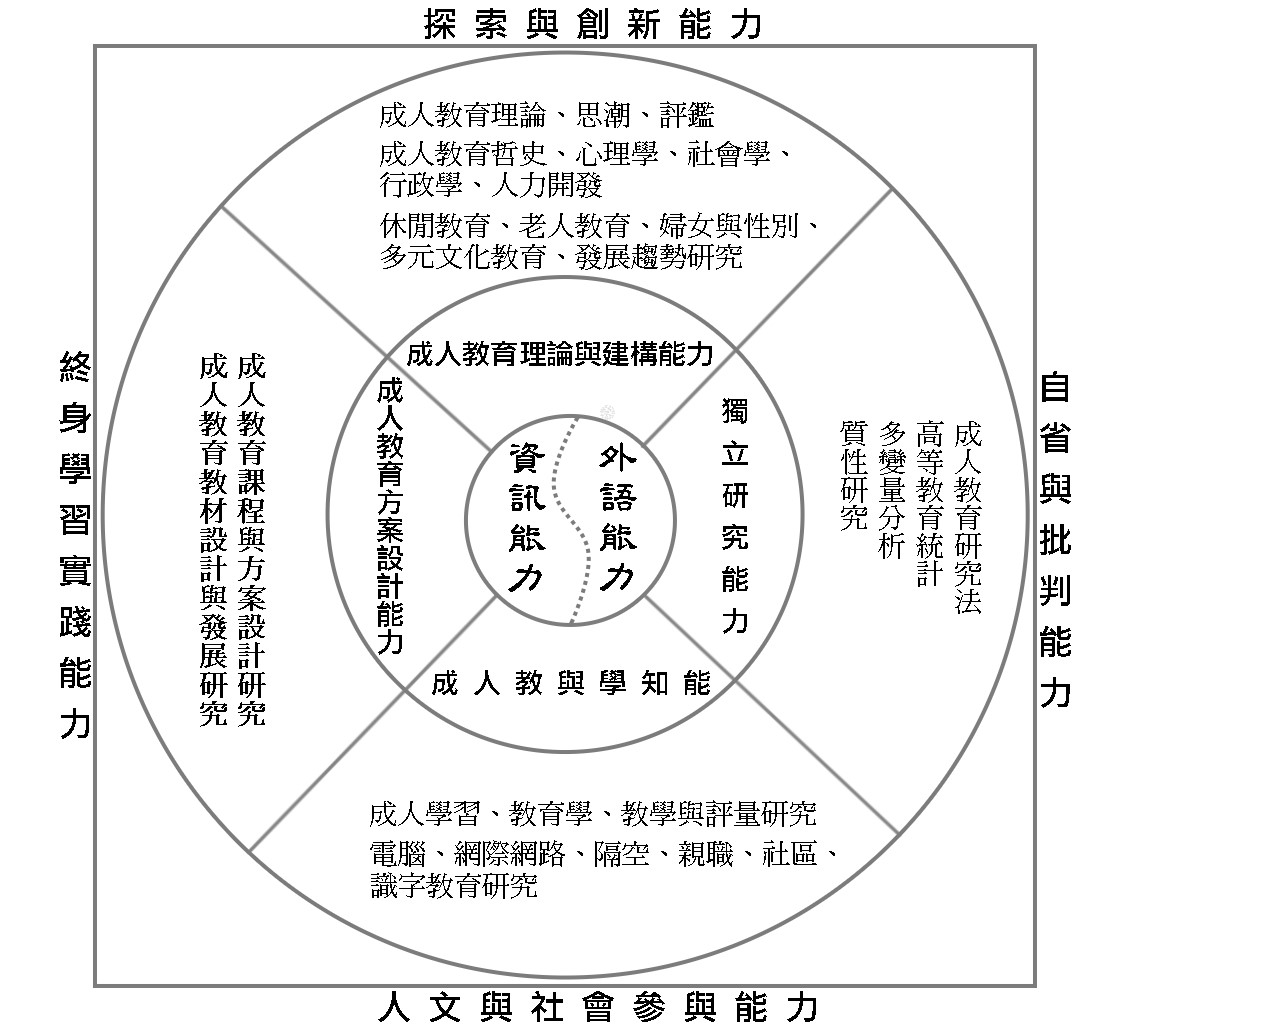 探索與創新能力
成人教育理論、思潮、評鑑
成人教育哲史、心理學、社會學、
行政學、人力開發
休閒教育、老人教育、婦女與性別、
多元文化教育、發展趨勢研究
成人教育理論與建構能力
終身學習實踐能力
成人教育課程與方案設計研究
成人教育教材設計與發展研究
成人教育方案設計能力
外語能力
資訊能力
獨立研究能力
成人教育研究法
高等教育統計
多變量分析
質性研究
自省與批判能力
成人教與學知能
成人學習、教育學、教學與評量研究
電腦、網際網路、隔空、親職、社區、
識字教育研究
人文與社會參與能力